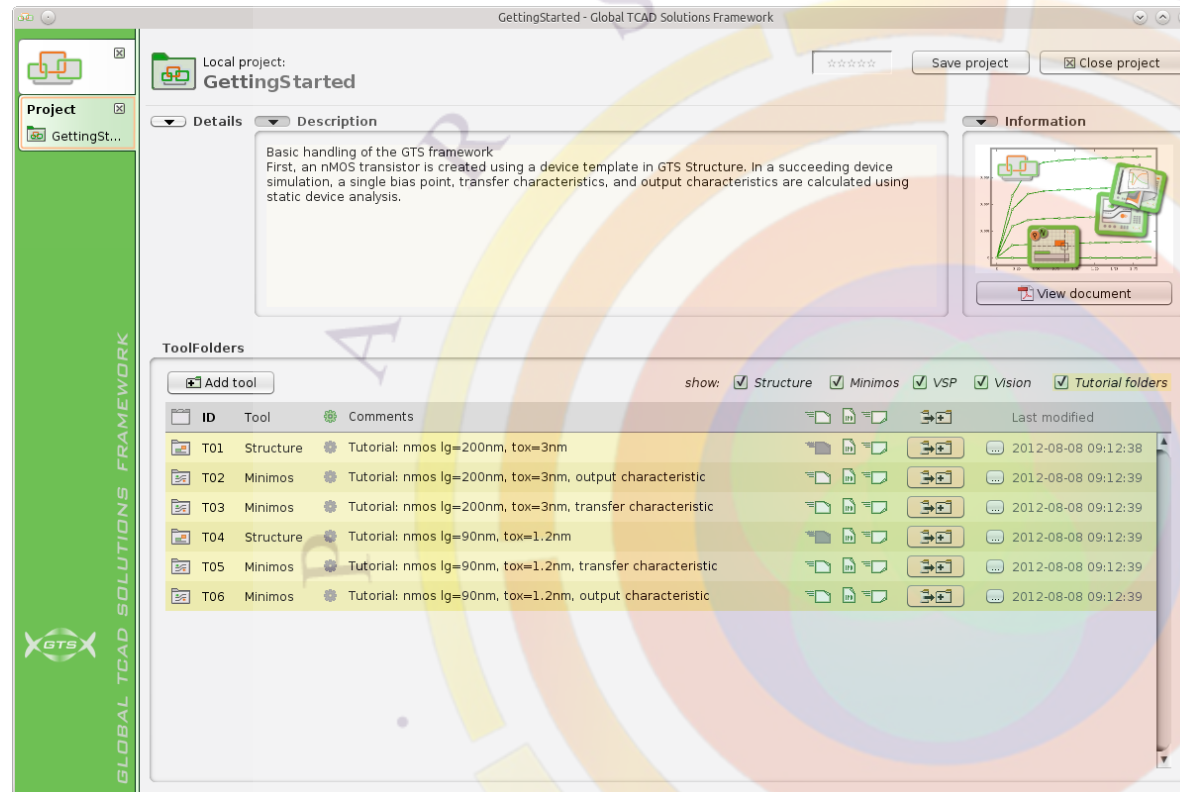 GettingStarted - Global TCAD Solutions Framework
Project
GettingSt...
Local project:
GettingStarted
Save project
Close project
Details
Description
Information
Basic handling of the GTS framework
First, an nMOS transistor is created using a device template in GTS Structure. In a succeeding device
simulation, a single bias point, transfer characteristics, and output characteristics are calculated using
static device analysis.
View document
ToolFolders
Add tool
show: Structure Minimos VSP Vision Tutorial folders
ID Tool Comments Last modified
T01 Structure Tutorial: nmos lg=200nm, tox=3nm ... 2012-08-08 09:12:38
T02 Minimos Tutorial: nmos lg=200nm, tox=3nm, output characteristic ... 2012-08-08 09:12:39
T03 Minimos Tutorial: nmos lg=200nm, tox=3nm, transfer characteristic ... 2012-08-08 09:12:39
T04 Structure Tutorial: nmos lg=90nm, tox=1.2nm ... 2012-08-08 09:12:39
T05 Minimos Tutorial: nmos lg=90nm, tox=1.2nm, transfer characteristic ... 2012-08-08 09:12:39
T06 Minimos Tutorial: nmos lg=90nm, tox=1.2nm, output characteristic ... 2012-08-08 09:12:39
GTS
GLOBAL TCAD SOLUTIONS FRAMEWORK
P A R S